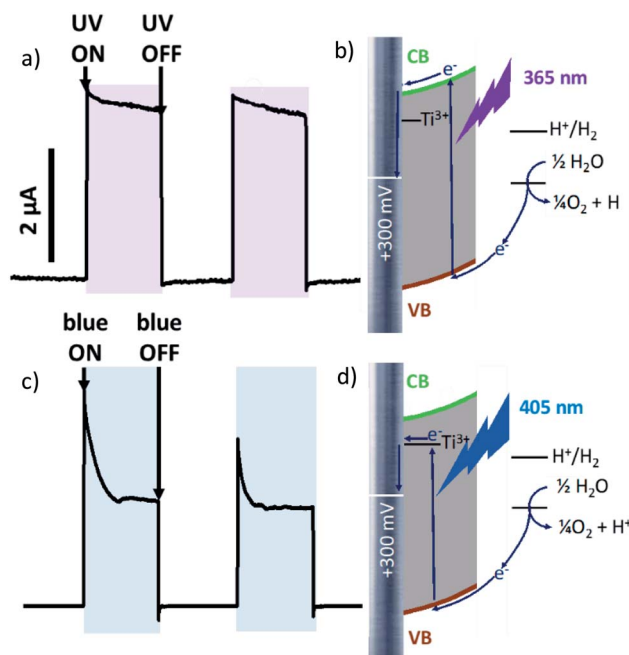 a)
UV
ON
UV
OFF
2 µA
b)
CB
e⁻
365 nm
Ti³⁺
H⁺/H₂
½ H₂O
¼O₂ + H
+300 mV
e⁻
VB
c)
blue
ON
blue
OFF
d)
CB
e⁻
405 nm
Ti³⁺
H⁺/H₂
½ H₂O
¼O₂ + H⁺
+300 mV
e⁻
VB